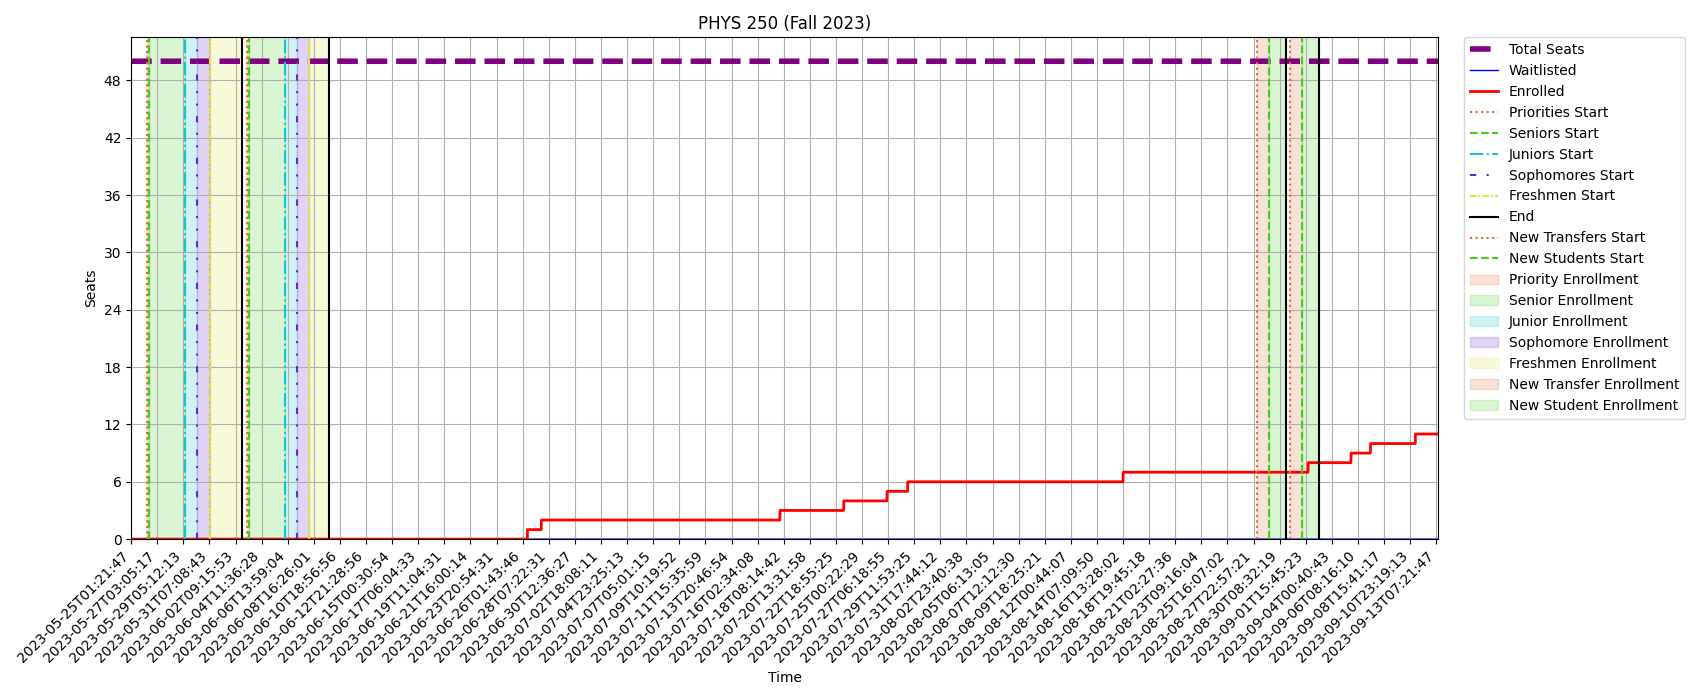 PHYS 250 (Fall 2023)
Seats
48
42
36
30
24
18
12
6
0
2023-05-25T01:21:47
2023-05-27T03:05:17
2023-05-29T05:12:13
2023-05-31T07:08:43
2023-06-02T09:15:53
2023-06-04T11:36:28
2023-06-06T13:59:04
2023-06-08T16:26:01
2023-06-10T18:56:56
2023-06-12T21:28:56
2023-06-15T00:30:54
2023-06-17T06:04:33
2023-06-19T11:04:31
2023-06-21T16:00:14
2023-06-23T20:54:31
2023-06-26T01:43:46
2023-06-28T07:22:31
2023-06-30T12:36:27
2023-07-02T18:08:11
2023-07-04T23:25:13
2023-07-07T05:01:15
2023-07-09T10:19:52
2023-07-11T15:35:59
2023-07-13T20:46:54
2023-07-16T02:34:08
2023-07-18T08:14:42
2023-07-20T13:31:58
2023-07-22T18:55:25
2023-07-25T00:22:29
2023-07-27T06:18:55
2023-07-29T11:53:25
2023-07-31T17:44:12
2023-08-02T23:40:38
2023-08-05T06:13:05
2023-08-07T12:12:30
2023-08-09T18:25:21
2023-08-12T00:44:07
2023-08-14T07:09:50
2023-08-16T13:28:02
2023-08-18T19:45:18
2023-08-21T02:27:36
2023-08-23T09:16:04
2023-08-25T16:07:02
2023-08-27T22:57:21
2023-08-30T08:32:19
2023-09-01T15:45:23
2023-09-04T00:40:43
2023-09-06T08:16:10
2023-09-08T15:41:17
2023-09-10T23:19:13
2023-09-13T07:21:47
Time
Total Seats
Waitlisted
Enrolled
Priorities Start
Seniors Start
Juniors Start
Sophomores Start
Freshmen Start
End
New Transfers Start
New Students Start
Priority Enrollment
Senior Enrollment
Junior Enrollment
Sophomore Enrollment
Freshmen Enrollment
New Transfer Enrollment
New Student Enrollment